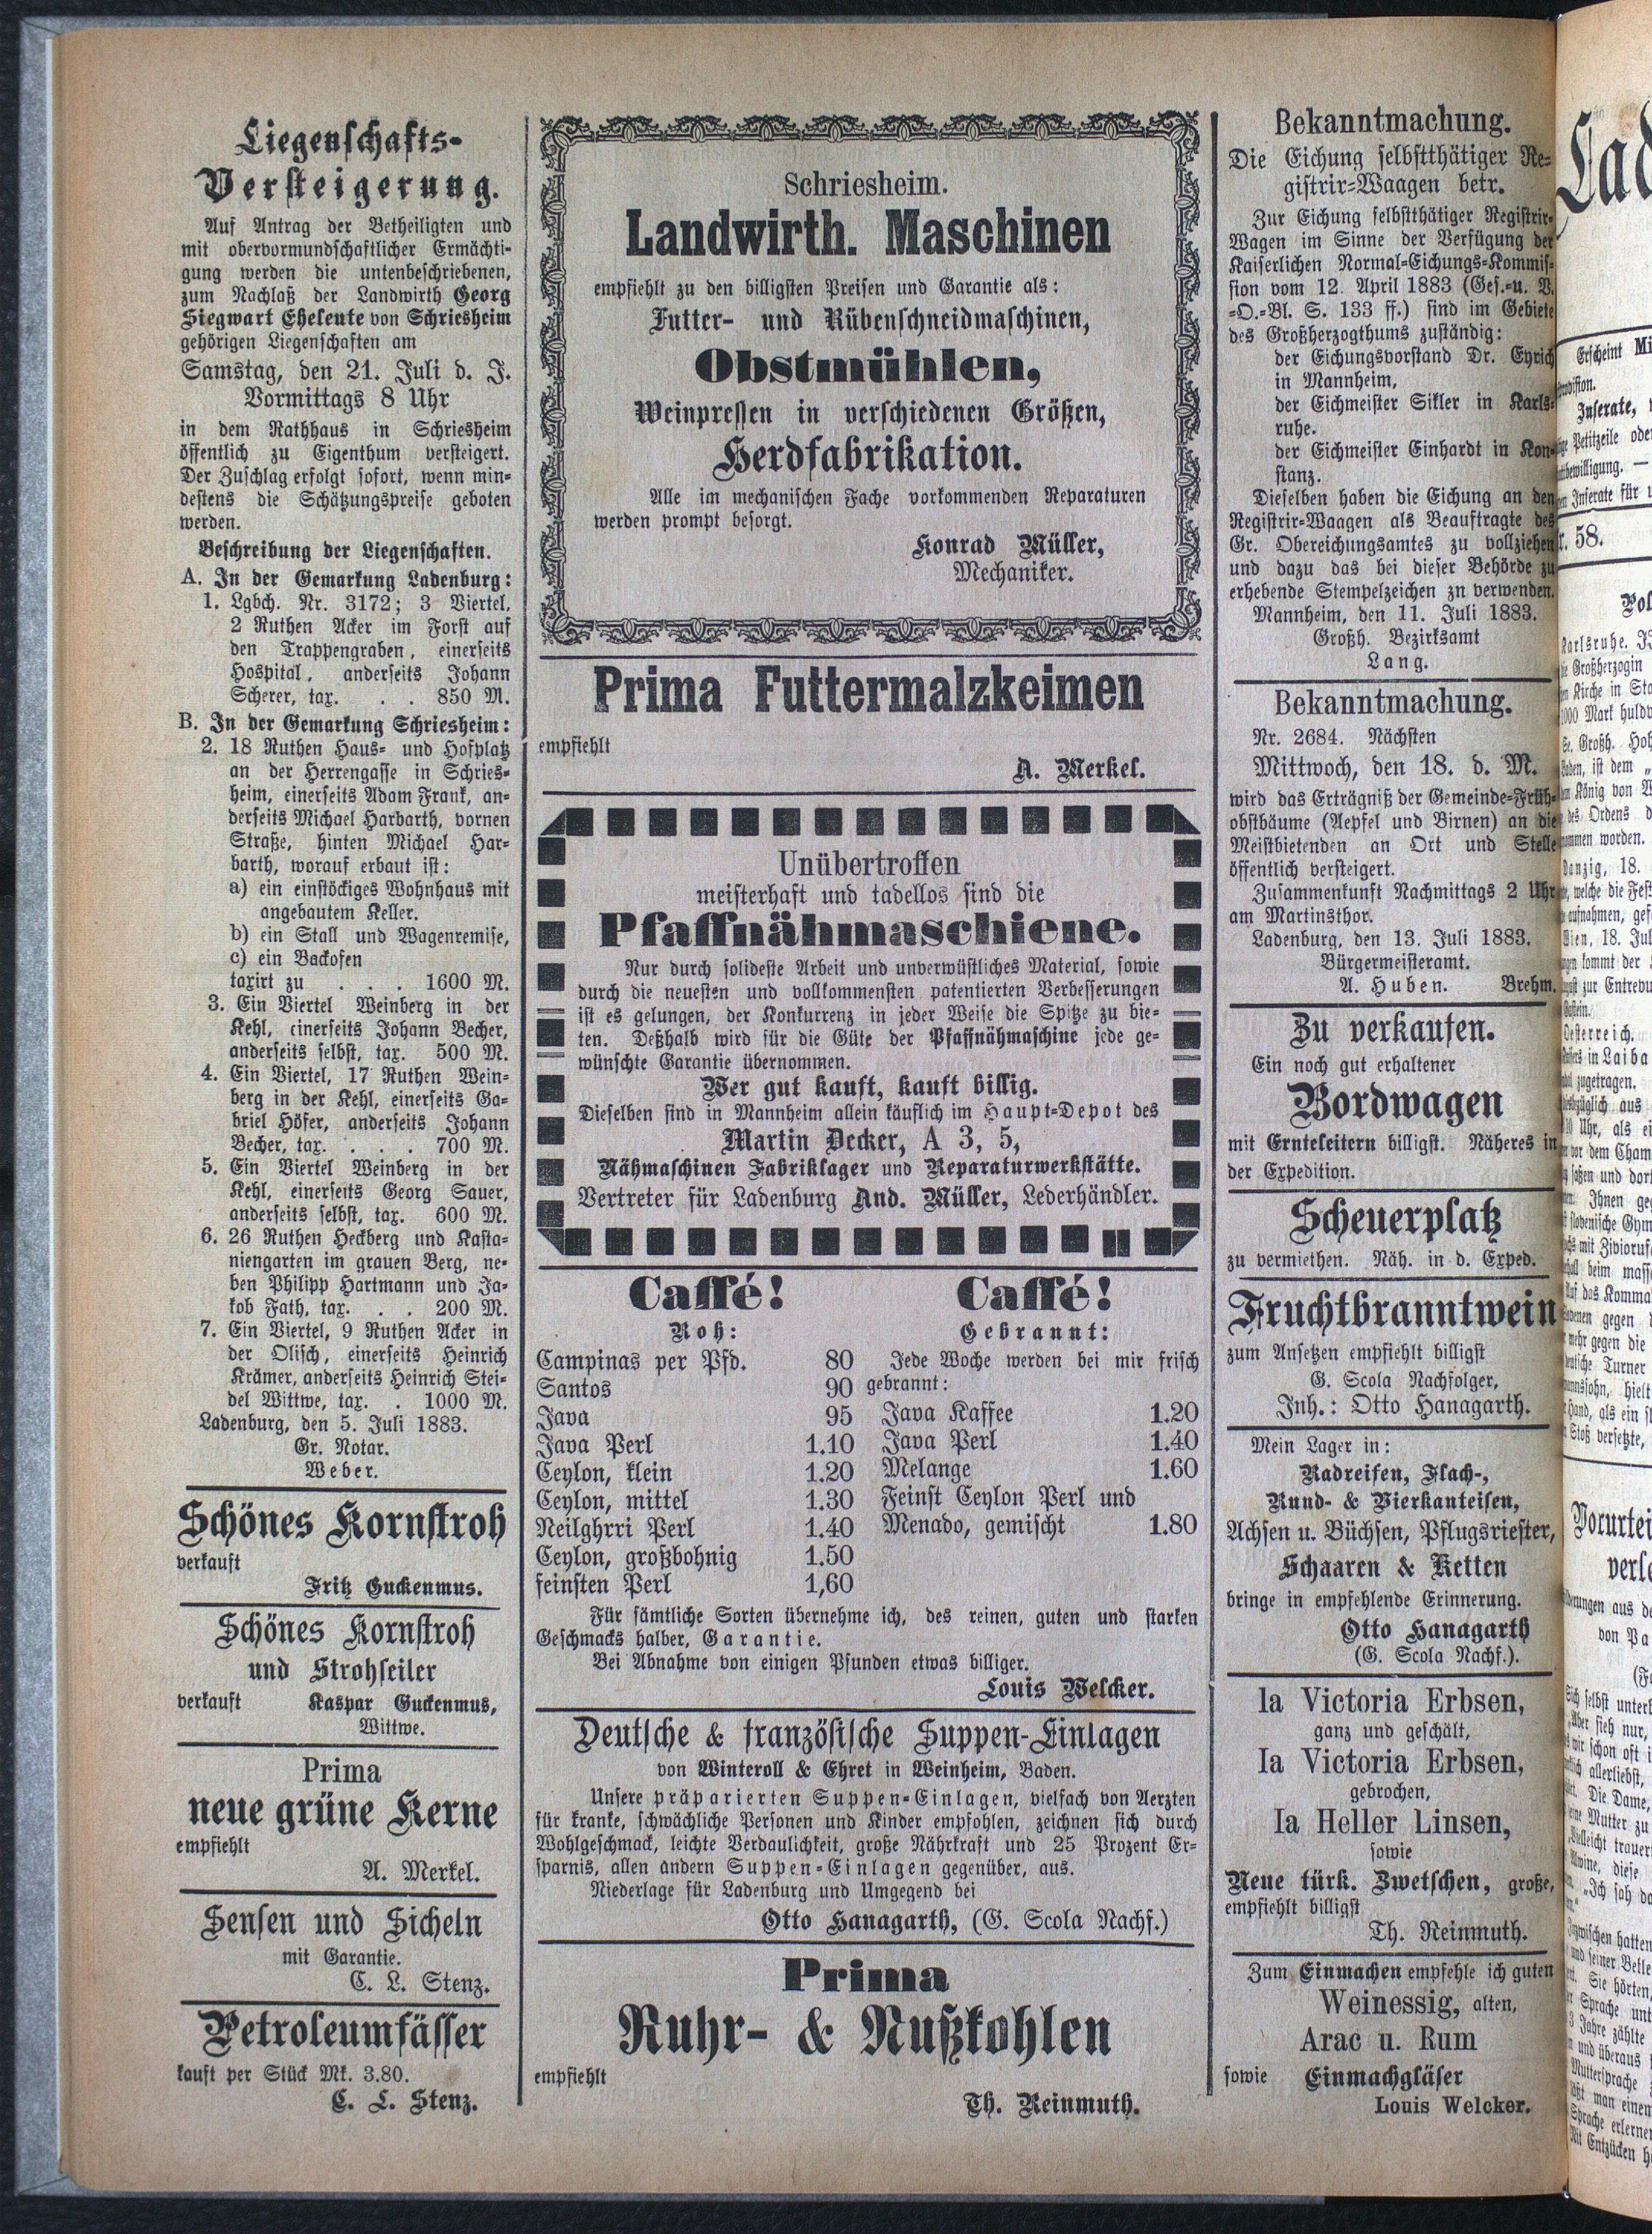 Liegenschafts-
Versteigerung.
Auf Antrag der Betheiligten und
mit obervormundschaftlicher Ermächti-
gung werden die untenbeschriebenen,
zum Nachlaß der Landwirth Georg
Siegwart Eheleute von Schriesheim
gehörigen Liegenschaften am
Samstag, den 21. Juli d. J.
Vormittags 8 Uhr
in dem Rathhaus in Schriesheim
öffentlich zu Eigenthum versteigert.
Der Zuschlag erfolgt sofort, wenn min-
destens die Schätzungspreise geboten
werden.
Beschreibung der Liegenschaften.
A. In der Gemarkung Ladenburg:
1. Lgbch. Nr. 3172; 3 Viertel,
2 Ruthen Acker im Forst auf
den Trappengraben, einerseits
Hospital, anderseits Johann
Scherer, tax. . . 850 M.
B. In der Gemarkung Schriesheim:
2. 18 Ruthen Haus- und Hofplatz
an der Herrengasse in Schries-
heim, einerseits Adam Frank, an-
derseits Michael Harbarth, vornen
Straße, hinten Michael Har-
barth, worauf erbaut ist:
a) ein einstöckiges Wohnhaus mit
angebautem Keller.
b) ein Stall und Wagenremise,
c) ein Backofen
taxirt zu . . . 1600 M.
3. Ein Viertel Weinberg in der
Kehl, einerseits Johann Becher,
anderseits selbst, tax. 500 M.
4. Ein Viertel, 17 Ruthen Wein-
berg in der Kehl, einerseits Ga-
briel Höfer, anderseits Johann
Becher, tax. . . . 700 M.
5. Ein Viertel Weinberg in der
Kehl, einerseits Georg Sauer,
anderseits selbst, tax. 600 M.
6. 26 Ruthen Heckberg und Kasta-
niengarten im grauen Berg, ne-
ben Philipp Hartmann und Ja-
kob Fath, tax. . . 200 M.
7. Ein Viertel, 9 Ruthen Acker in
der Olisch, einerseits Heinrich
Krämer, anderseits Heinrich Stei-
del Wittwe, tax. . 1000 M.
Ladenburg, den 5. Juli 1883.
Gr. Notar.
Weber.
Schönes Kornstroh
verkauft
Fritz Guckenmus.
Schönes Kornstroh
und Strohseiler
verkauft Kaspar Guckenmus,
Wittwe.
Prima
neue grüne Kerne
empfiehlt
A. Merkel.
Sensen und Sicheln
mit Garantie.
C. L. Stenz.
Petroleumfässer
kauft per Stück Mk. 3.80.
C. L. Stenz.
Schriesheim.
Landwirth. Maschinen
empfiehlt zu den billigsten Preisen und Garantie als:
Futter- und Rübenschneidmaschinen,
Obstmühlen,
Weinpressen in verschiedenen Größen,
Herdfabrikation.
Alle im mechanischen Fache vorkommenden Reparaturen
werden prompt besorgt.
Konrad Müller,
Mechaniker.
Prima Futtermalzkeimen
empfiehlt
A. Merkel.
Unübertroffen
meisterhaft und tadellos sind die
Pfaffnähmaschiene.
Nur durch solideste Arbeit und unverwüstliches Material, sowie
durch die neuesten und vollkommensten patentierten Verbesserungen
ist es gelungen, der Konkurrenz in jeder Weise die Spitze zu bie-
ten. Deßhalb wird für die Güte der Pfaffnähmaschine jede ge-
wünschte Garantie übernommen.
Wer gut kauft, kauft billig.
Dieselben sind in Mannheim allein käuflich im Haupt-Depot des
Martin Decker, A 3, 5,
Nähmaschinen Fabriklager und Reparaturwerkstätte.
Vertreter für Ladenburg And. Müller, Lederhändler.
Caffé!
Roh:
Campinas per Pfd. 80
Santos 90
Java 95
Java Perl 1.10
Ceylon, klein 1.20
Ceylon, mittel 1.30
Neilghrri Perl 1.40
Ceylon, großbohnig 1.50
feinsten Perl 1,60
Caffé!
Gebrannt:
Jede Woche werden bei mir frisch
gebrannt:
Java Kaffee 1.20
Java Perl 1.40
Melange 1.60
Feinst Ceylon Perl und
Menado, gemischt 1.80
Für sämtliche Sorten übernehme ich, des reinen, guten und starken
Geschmacks halber, Garantie.
Bei Abnahme von einigen Pfunden etwas billiger.
Louis Welcker.
Deutsche & französische Suppen-Einlagen
von Winteroll & Ehret in Weinheim, Baden.
Unsere präparierten Suppen-Einlagen, vielfach von Aerzten
für kranke, schwächliche Personen und Kinder empfohlen, zeichnen sich durch
Wohlgeschmack, leichte Verdaulichkeit, große Nährkraft und 25 Prozent Er-
sparnis, allen andern Suppen-Einlagen gegenüber, aus.
Niederlage für Ladenburg und Umgegend bei
Otto Hanagarth, (G. Scola Nachf.)
Prima
Ruhr- & Nußkohlen
empfiehlt
Th. Reinmuth.
Bekanntmachung.
Die Eichung selbstthätiger Re-
gistrir-Waagen betr.
Zur Eichung selbstthätiger Registrir-
Wagen im Sinne der Verfügung der
Kaiserlichen Normal-Eichungs-Kommis-
sion vom 12. April 1883 (Ges.-u. V.
-O.-Bl. S. 133 ff.) sind im Gebiete
des Großherzogthums zuständig:
der Eichungsvorstand Dr. Eyrich
in Mannheim,
der Eichmeister Sikler in Karls-
ruhe.
der Eichmeister Einhardt in Kon-
stanz.
Dieselben haben die Eichung an den
Registrir-Waagen als Beauftragte des
Gr. Obereichungsamtes zu vollziehen
und dazu das bei dieser Behörde zu
erhebende Stempelzeichen zu verwenden.
Mannheim, den 11. Juli 1883.
Großh. Bezirksamt
Lang.
Bekanntmachung.
Nr. 2684. Nächsten
Mittwoch, den 18. d. M.
wird das Erträgniß der Gemeinde-Früh-
obstbäume (Aepfel und Birnen) an die
Meistbietenden an Ort und Stelle
öffentlich versteigert.
Zusammenkunft Nachmittags 2 Uhr
am Martinsthor.
Ladenburg, den 13. Juli 1883.
Bürgermeisteramt.
A. Huben. Brehm.
Zu verkaufen.
Ein noch gut erhaltener
Bordwagen
mit Ernteleitern billigst. Näheres in
der Expedition.
Scheuerplatz
zu vermiethen. Näh. in d. Exped.
Fruchtbranntwein
zum Ansetzen empfiehlt billigst
G. Scola Nachfolger,
Inh.: Otto Hanagarth.
Mein Lager in:
Radreifen, Flach-,
Rund- & Vierkanteisen,
Achsen u. Büchsen, Pflugsriester,
Schaaren & Ketten
bringe in empfehlende Erinnerung.
Otto Hanagarth
(G. Scola Nachf.).
Ia Victoria Erbsen,
ganz und geschält,
Ia Victoria Erbsen,
gebrochen,
Ia Heller Linsen,
sowie
Neue türk. Zwetschen, große,
empfiehlt billigst
Th. Reinmuth.
Zum Einmachen empfehle ich guten
Weinessig, alten,
Arac u. Rum
sowie Einmachgläser
Louis Welcker.
Lad
Erscheint
Inserate,
58.